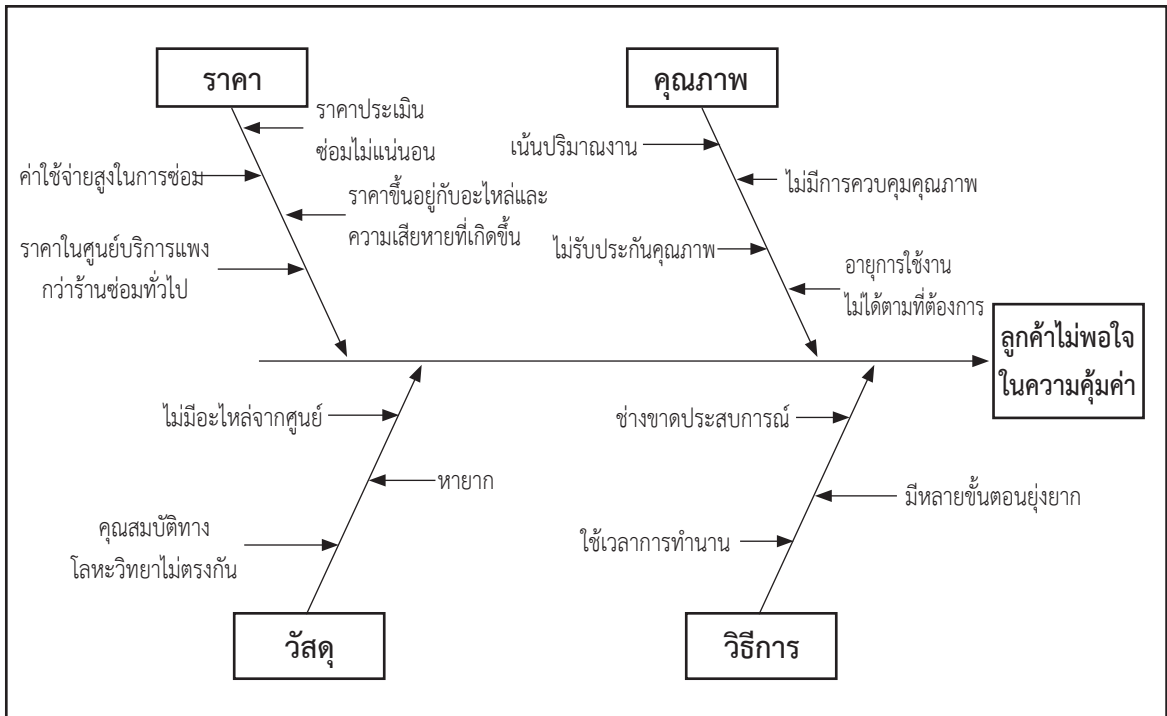 ราคา
คุณภาพ
ราคาประเมิน
ซ่อมไม่แน่นอน
ค่าใช้จ่ายสูงในการซ่อม
ราคาขึ้นอยู่กับอะไหล่และ
ความเสียหายที่เกิดขึ้น
ราคาในศูนย์บริการแพง
กว่าร้านซ่อมทั่วไป
เน้นปริมาณงาน
ไม่มีการควบคุมคุณภาพ
ไม่รับประกันคุณภาพ
อายุการใช้งาน
ไม่ได้ตามที่ต้องการ
ลูกค้าไม่พอใจ
ในความคุ้มค่า
ไม่มีอะไหล่จากศูนย์
หายาก
คุณสมบัติทาง
โลหะวิทยาไม่ตรงกัน
ช่างขาดประสบการณ์
มีหลายขั้นตอนยุ่งยาก
ใช้เวลาการทำนาน
วัสดุ
วิธีการ